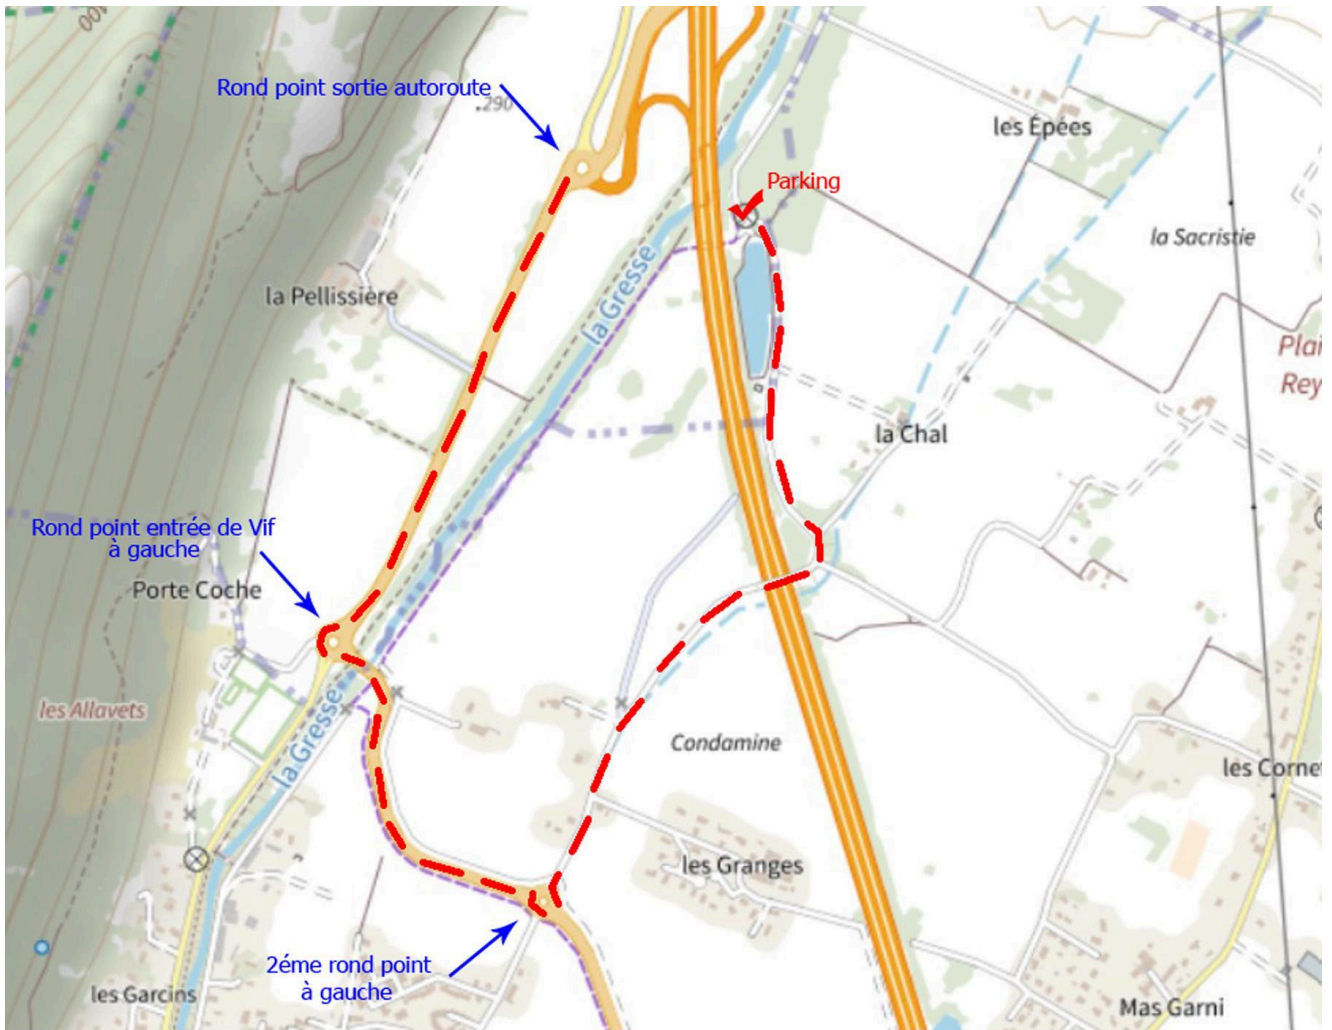 100
Rond point sortie autoroute
.290
les Épées
Parking
la Sacristie
la Gresse
la Pellissière
Plai
Rey
la Chal
Rond point entrée de Vif
à gauche
Porte Coche
les Allavets
la Gresse
Condamine
les Cornet
les Granges
2éme rond point
à gauche
les Garcins
Mas Garni